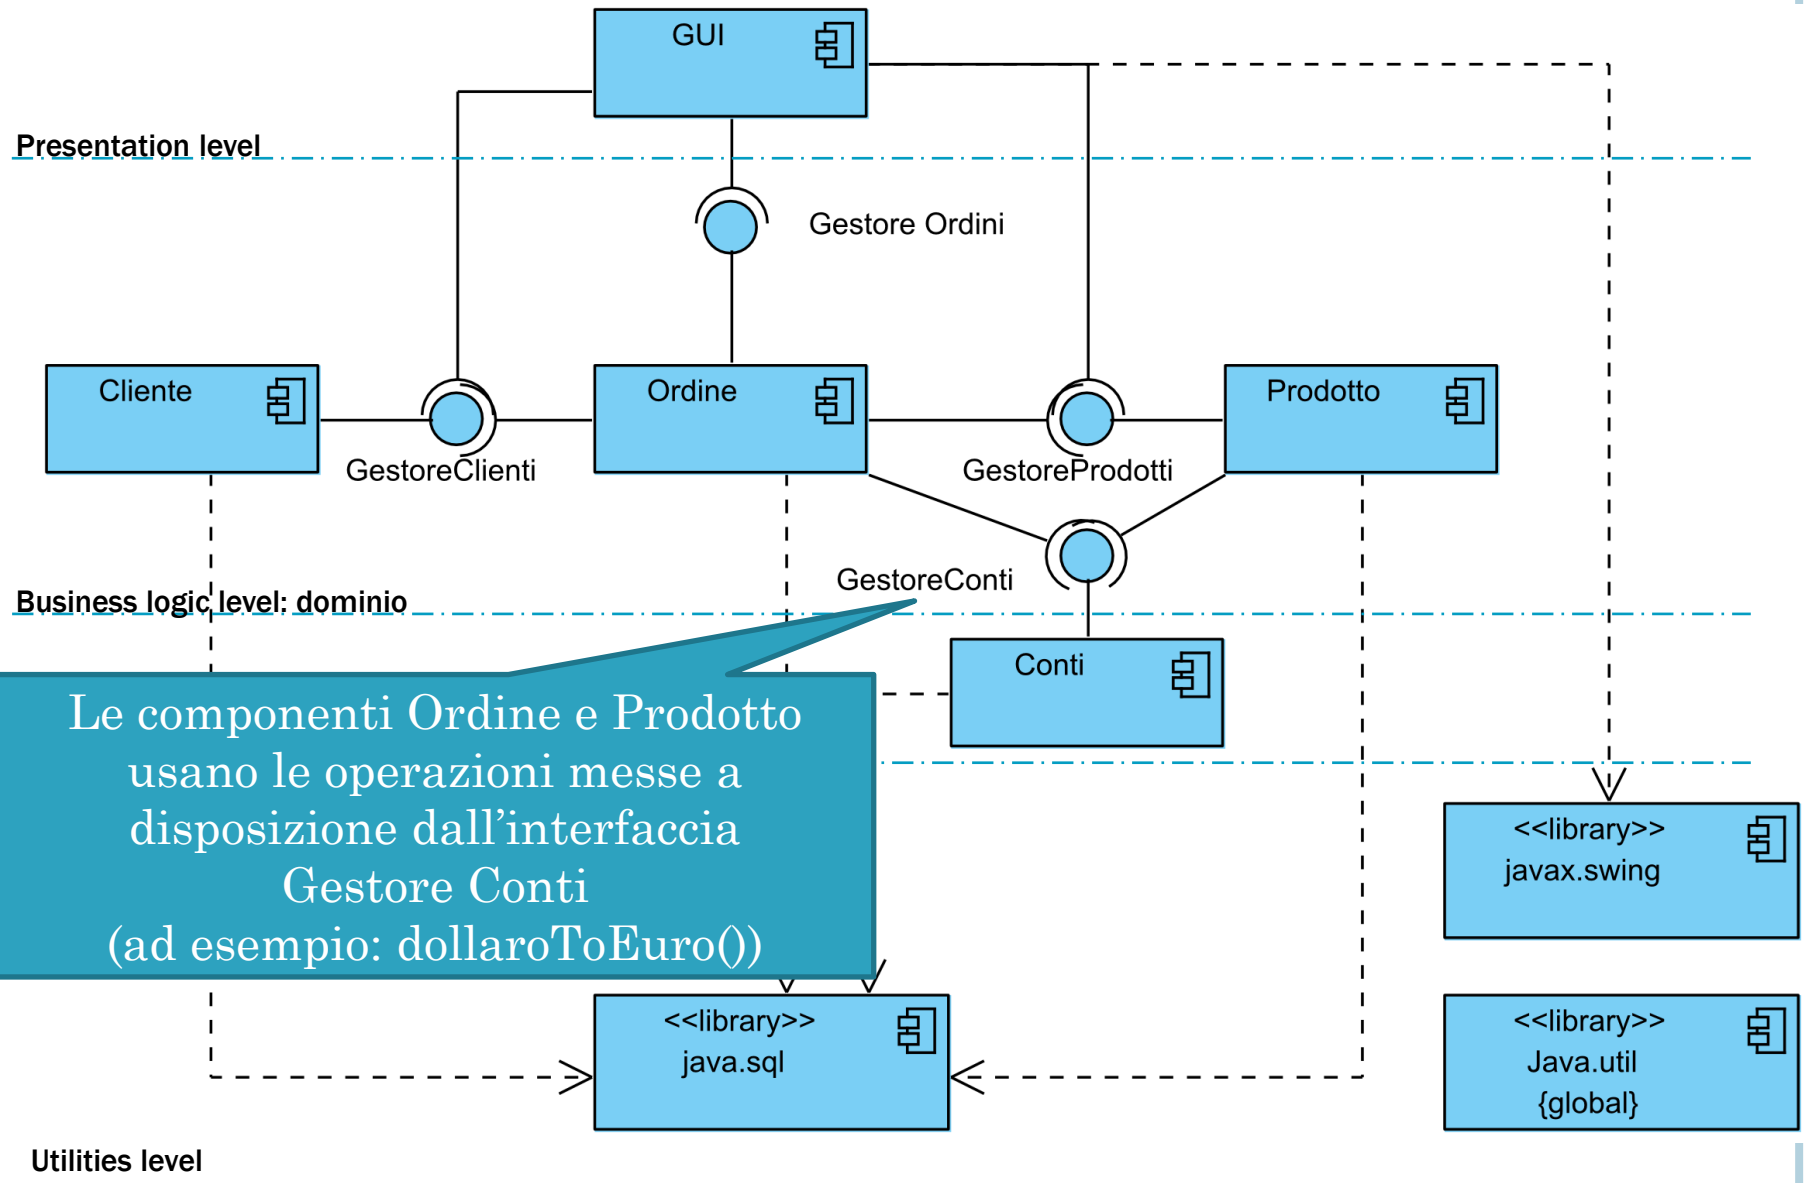 GUI
Presentation level
Gestore Ordini
Cliente
Ordine
Prodotto
GestoreClienti
GestoreProdotti
GestoreConti
Business logic level: dominio
Conti
Le componenti Ordine e Prodotto
usano le operazioni messe a
disposizione dall’interfaccia
Gestore Conti
(ad esempio: dollaroToEuro())
<<library>>
javax.swing
<<library>>
java.sql
<<library>>
Java.util
{global}
Utilities level